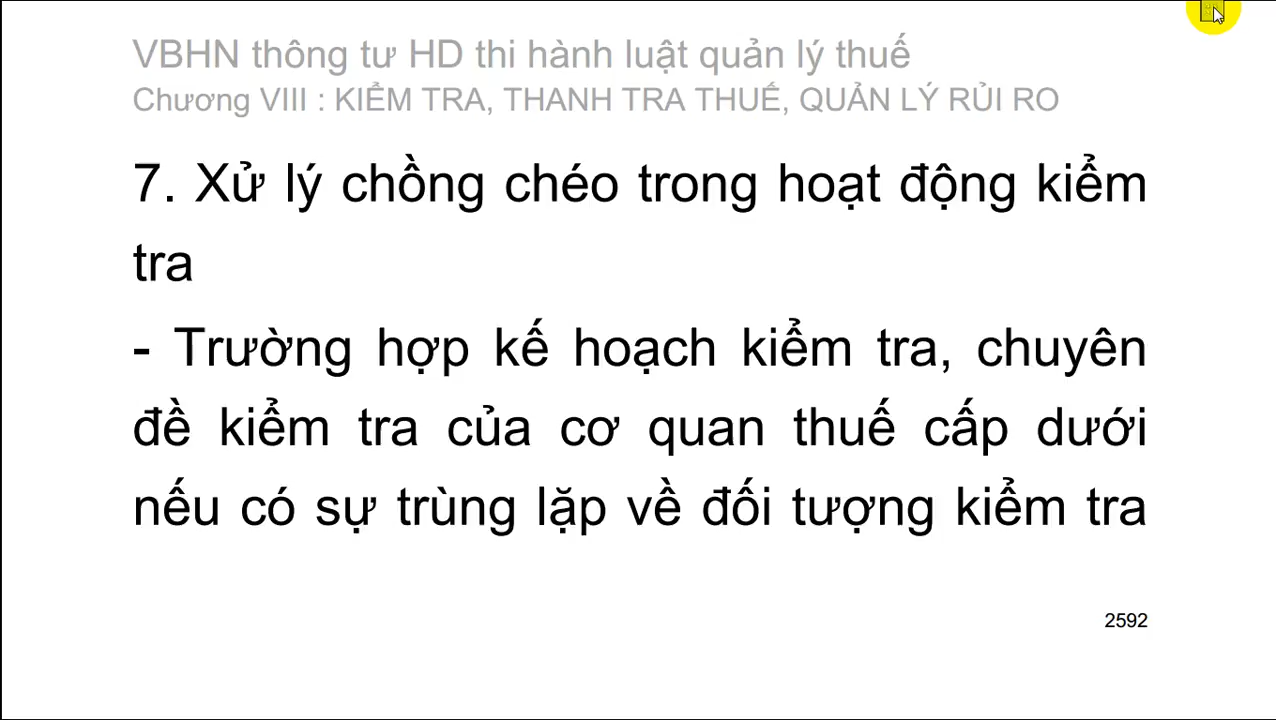 VBHN thông tư HD thi hành luật quản lý thuế
Chương VIII : KIỂM TRA, THANH TRA THUẾ, QUẢN LÝ RỦI RO
7. Xử lý chồng chéo trong hoạt động kiểm
tra
- Trường hợp kế hoạch kiểm tra, chuyên
đề kiểm tra của cơ quan thuế cấp dưới
nếu có sự trùng lặp về đối tượng kiểm tra
2592